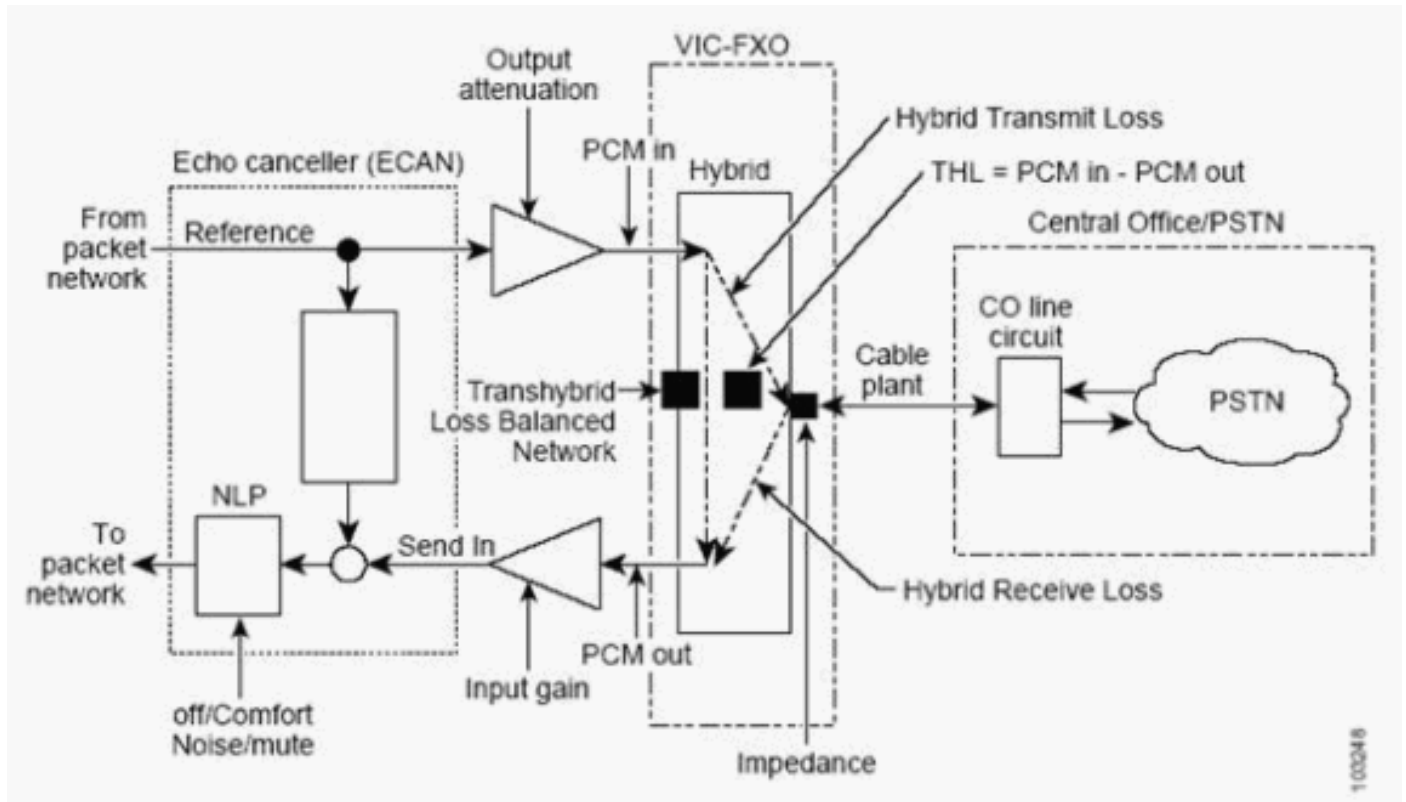 VIC-FXO
Output
attenuation
Hybrid Transmit Loss
PCM in
Echo canceller (ECAN)
Hybrid
THL = PCM in - PCM out
From
packet
network
Reference
Central Office/PSTN
CO line
circuit
Cable
plant
Transhybrid
Loss Balanced
Network
PSTN
NLP
To
packet
network
Send In
Hybrid Receive Loss
PCM out
Input gain
off/Comfort
Noise/mute
Impedance
103248